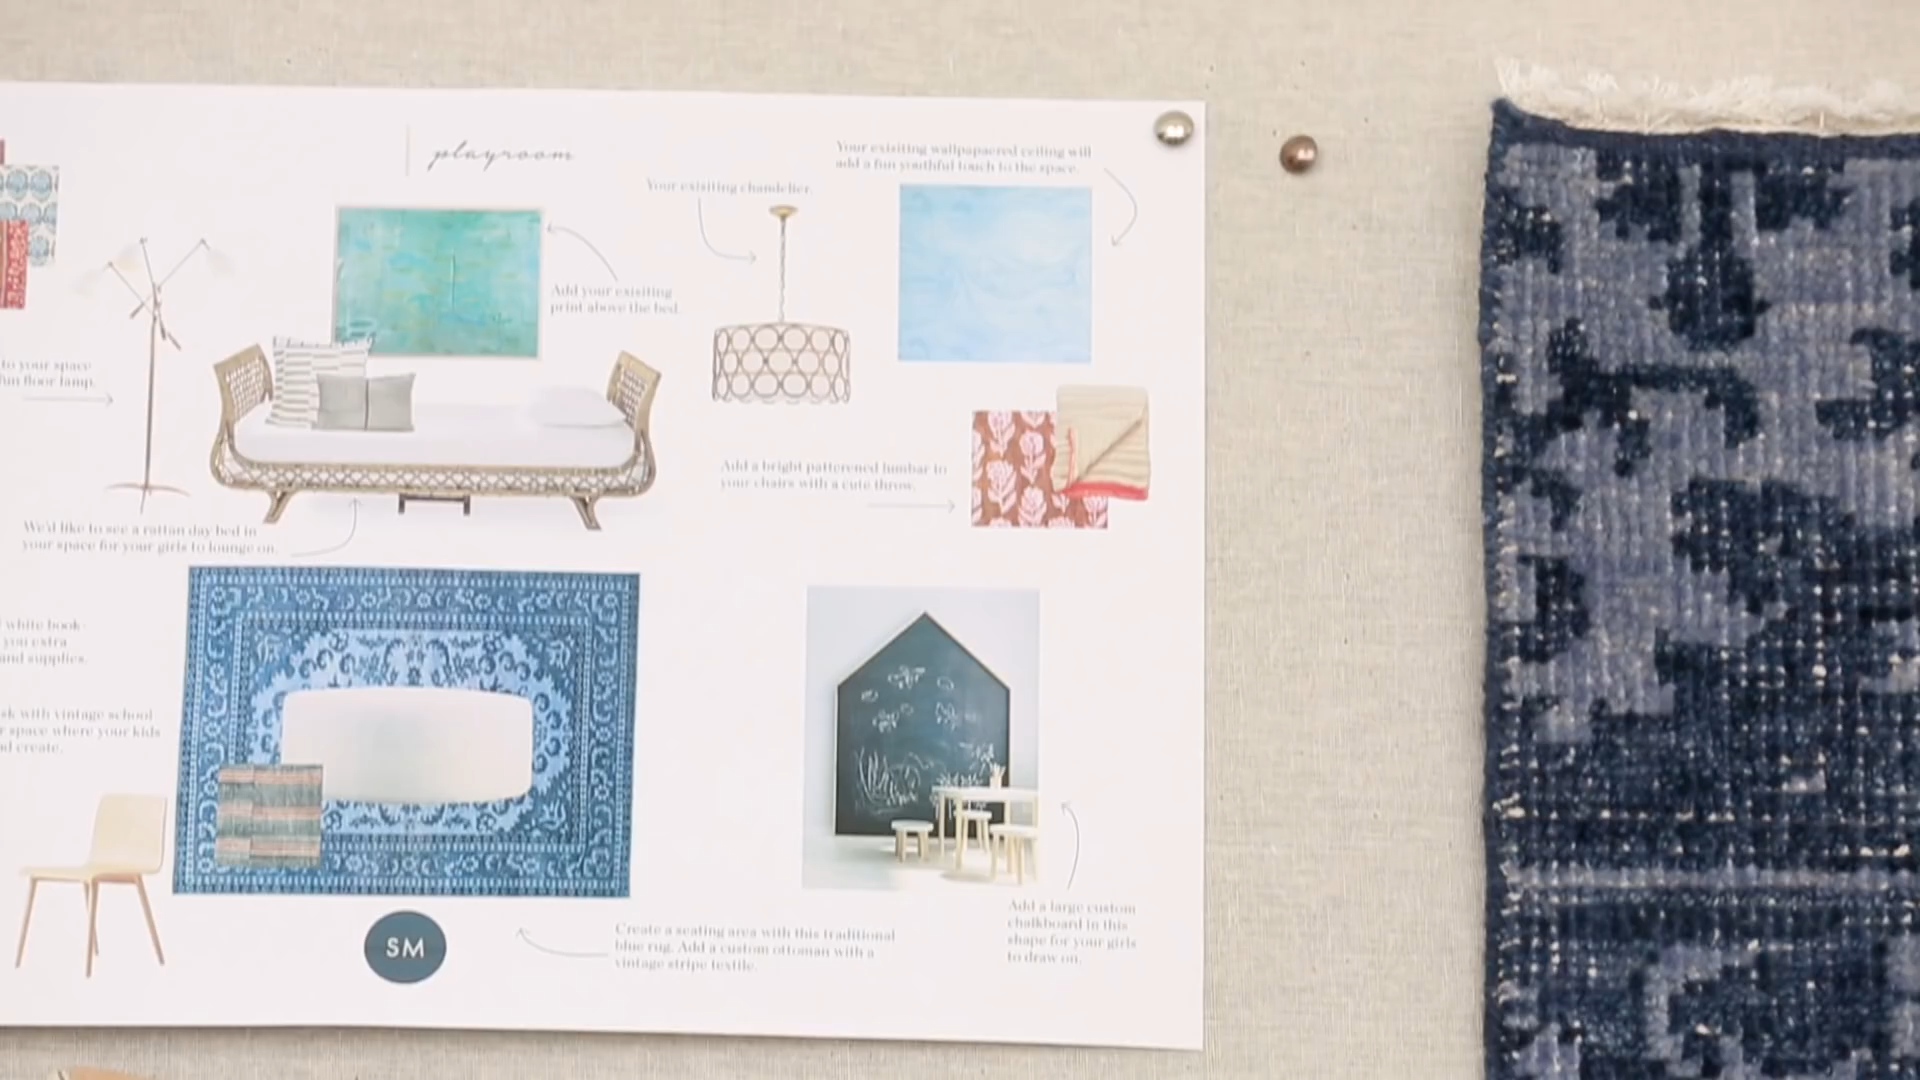 playroom
Your exisiting wallpapaered ceiling will
add a fun youthful touch to the space.
Your exisiting chandelier.
Add your exisiting
print above the bed.
to your space
fun floor lamp.
Add a bright patterened lumbar to
your chairs with a cute throw.
We'd like to see a rattan day bed in
your space for your girls to lounge on.
white book-
you extra
and supplies.
sk with vintage school
r space where your kids
d create.
Add a large custom
chalkboard in this
shape for your girls
to draw on.
Create a seating area with this traditional
blue rug. Add a custom ottoman with a
vintage stripe textile.
SM